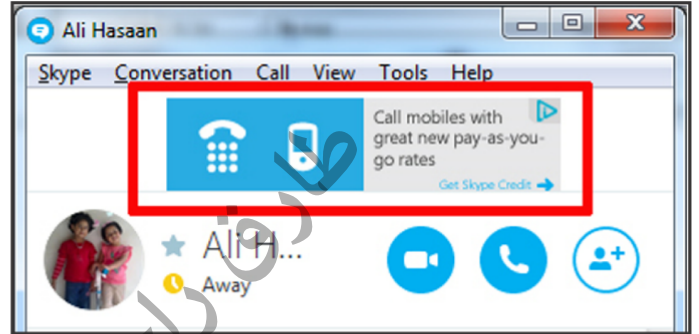 Ali Hasaan
Skype Conversation Call View Tools Help
Call mobiles with
great new pay-as-you-
go rates
Get Skype Credit
Ali H...
Away
طارق